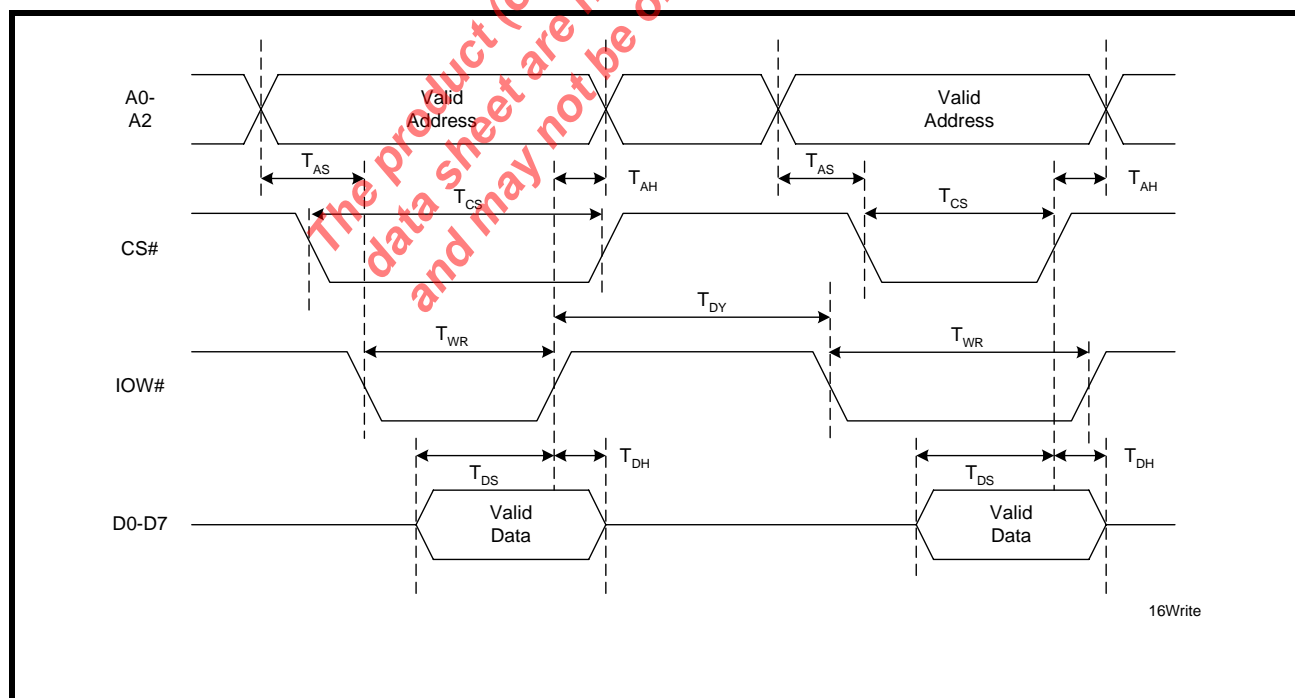 A0-
A2
Valid
Address
Valid
Address
TAS
TAH
TAS
TAH
TCS
TCS
CS#
TDY
TWR
TWR
IOW#
TDS
TDH
TDS
TDH
D0-D7
Valid
Data
Valid
Data
16Write
The product (
data sheet are
and may not be o